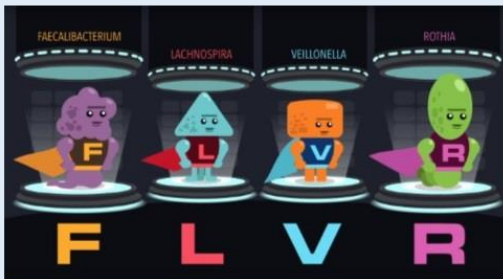 FAECALIBACTERIUM
LACHNOSPIRA
VEILLONELLA
ROTHIA
F
L
V
R
F L V R